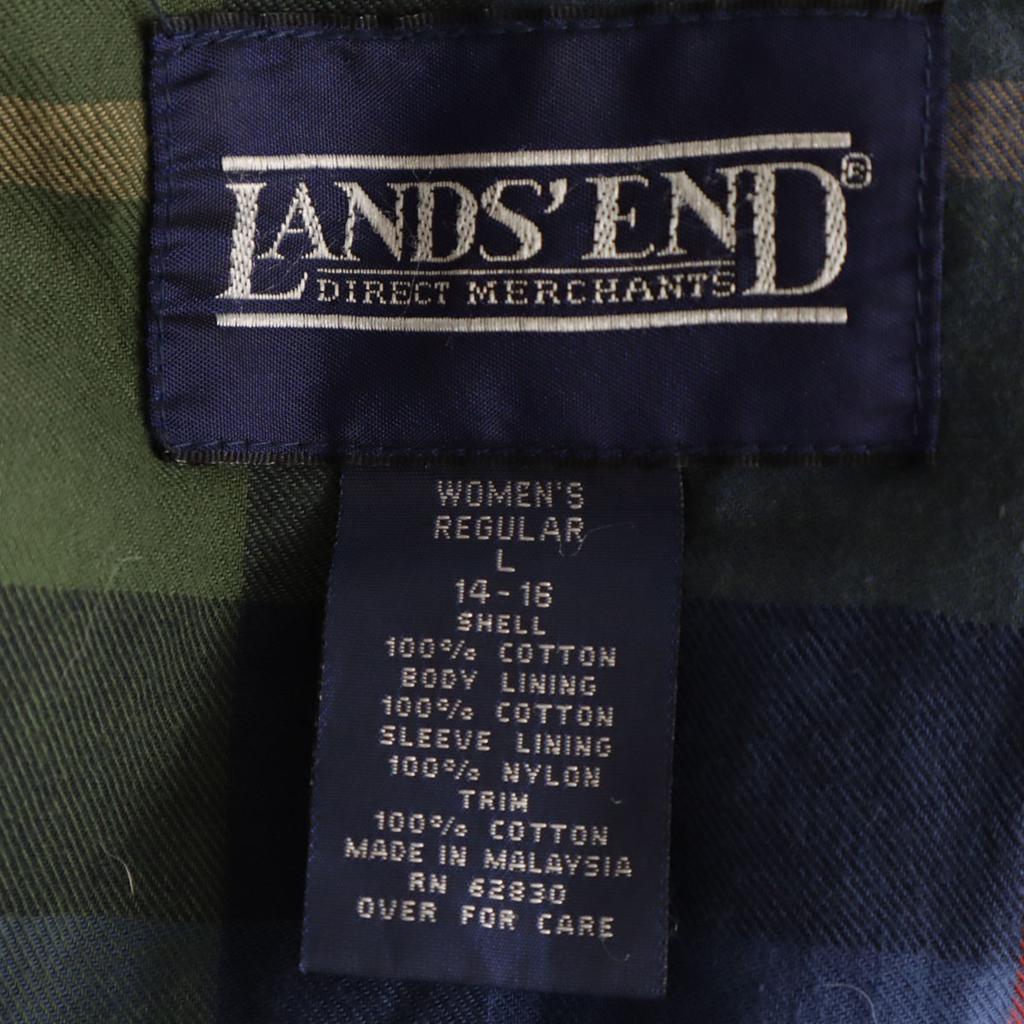 LANDS' END®
DIRECT MERCHANTS
WOMEN'S
REGULAR
L
14-16
SHELL
100% COTTON
BODY LINING
100% COTTON
SLEEVE LINING
100% NYLON
TRIM
100% COTTON
MADE IN MALAYSIA
RN 62830
OVER FOR CARE